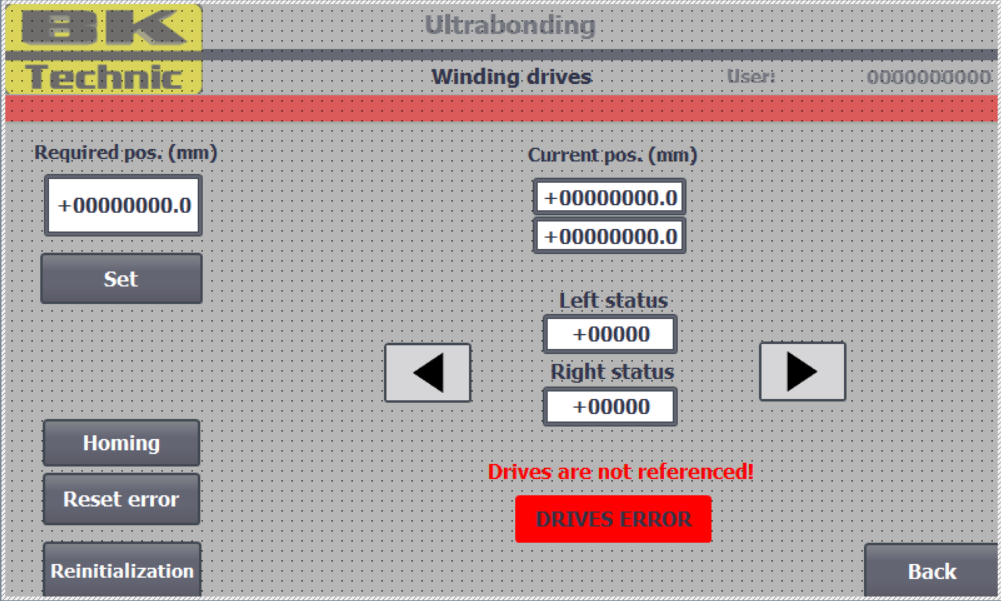 BK
Technic
Ultrabonding
Winding drives
User:
0000000000
Required pos. (mm)
+00000000.0
Set
Current pos. (mm)
+00000000.0
+00000000.0
Left status
+00000
Right status
+00000
Homing
Reset error
Reinitialization
Drives are not referenced!
DRIVES ERROR
Back